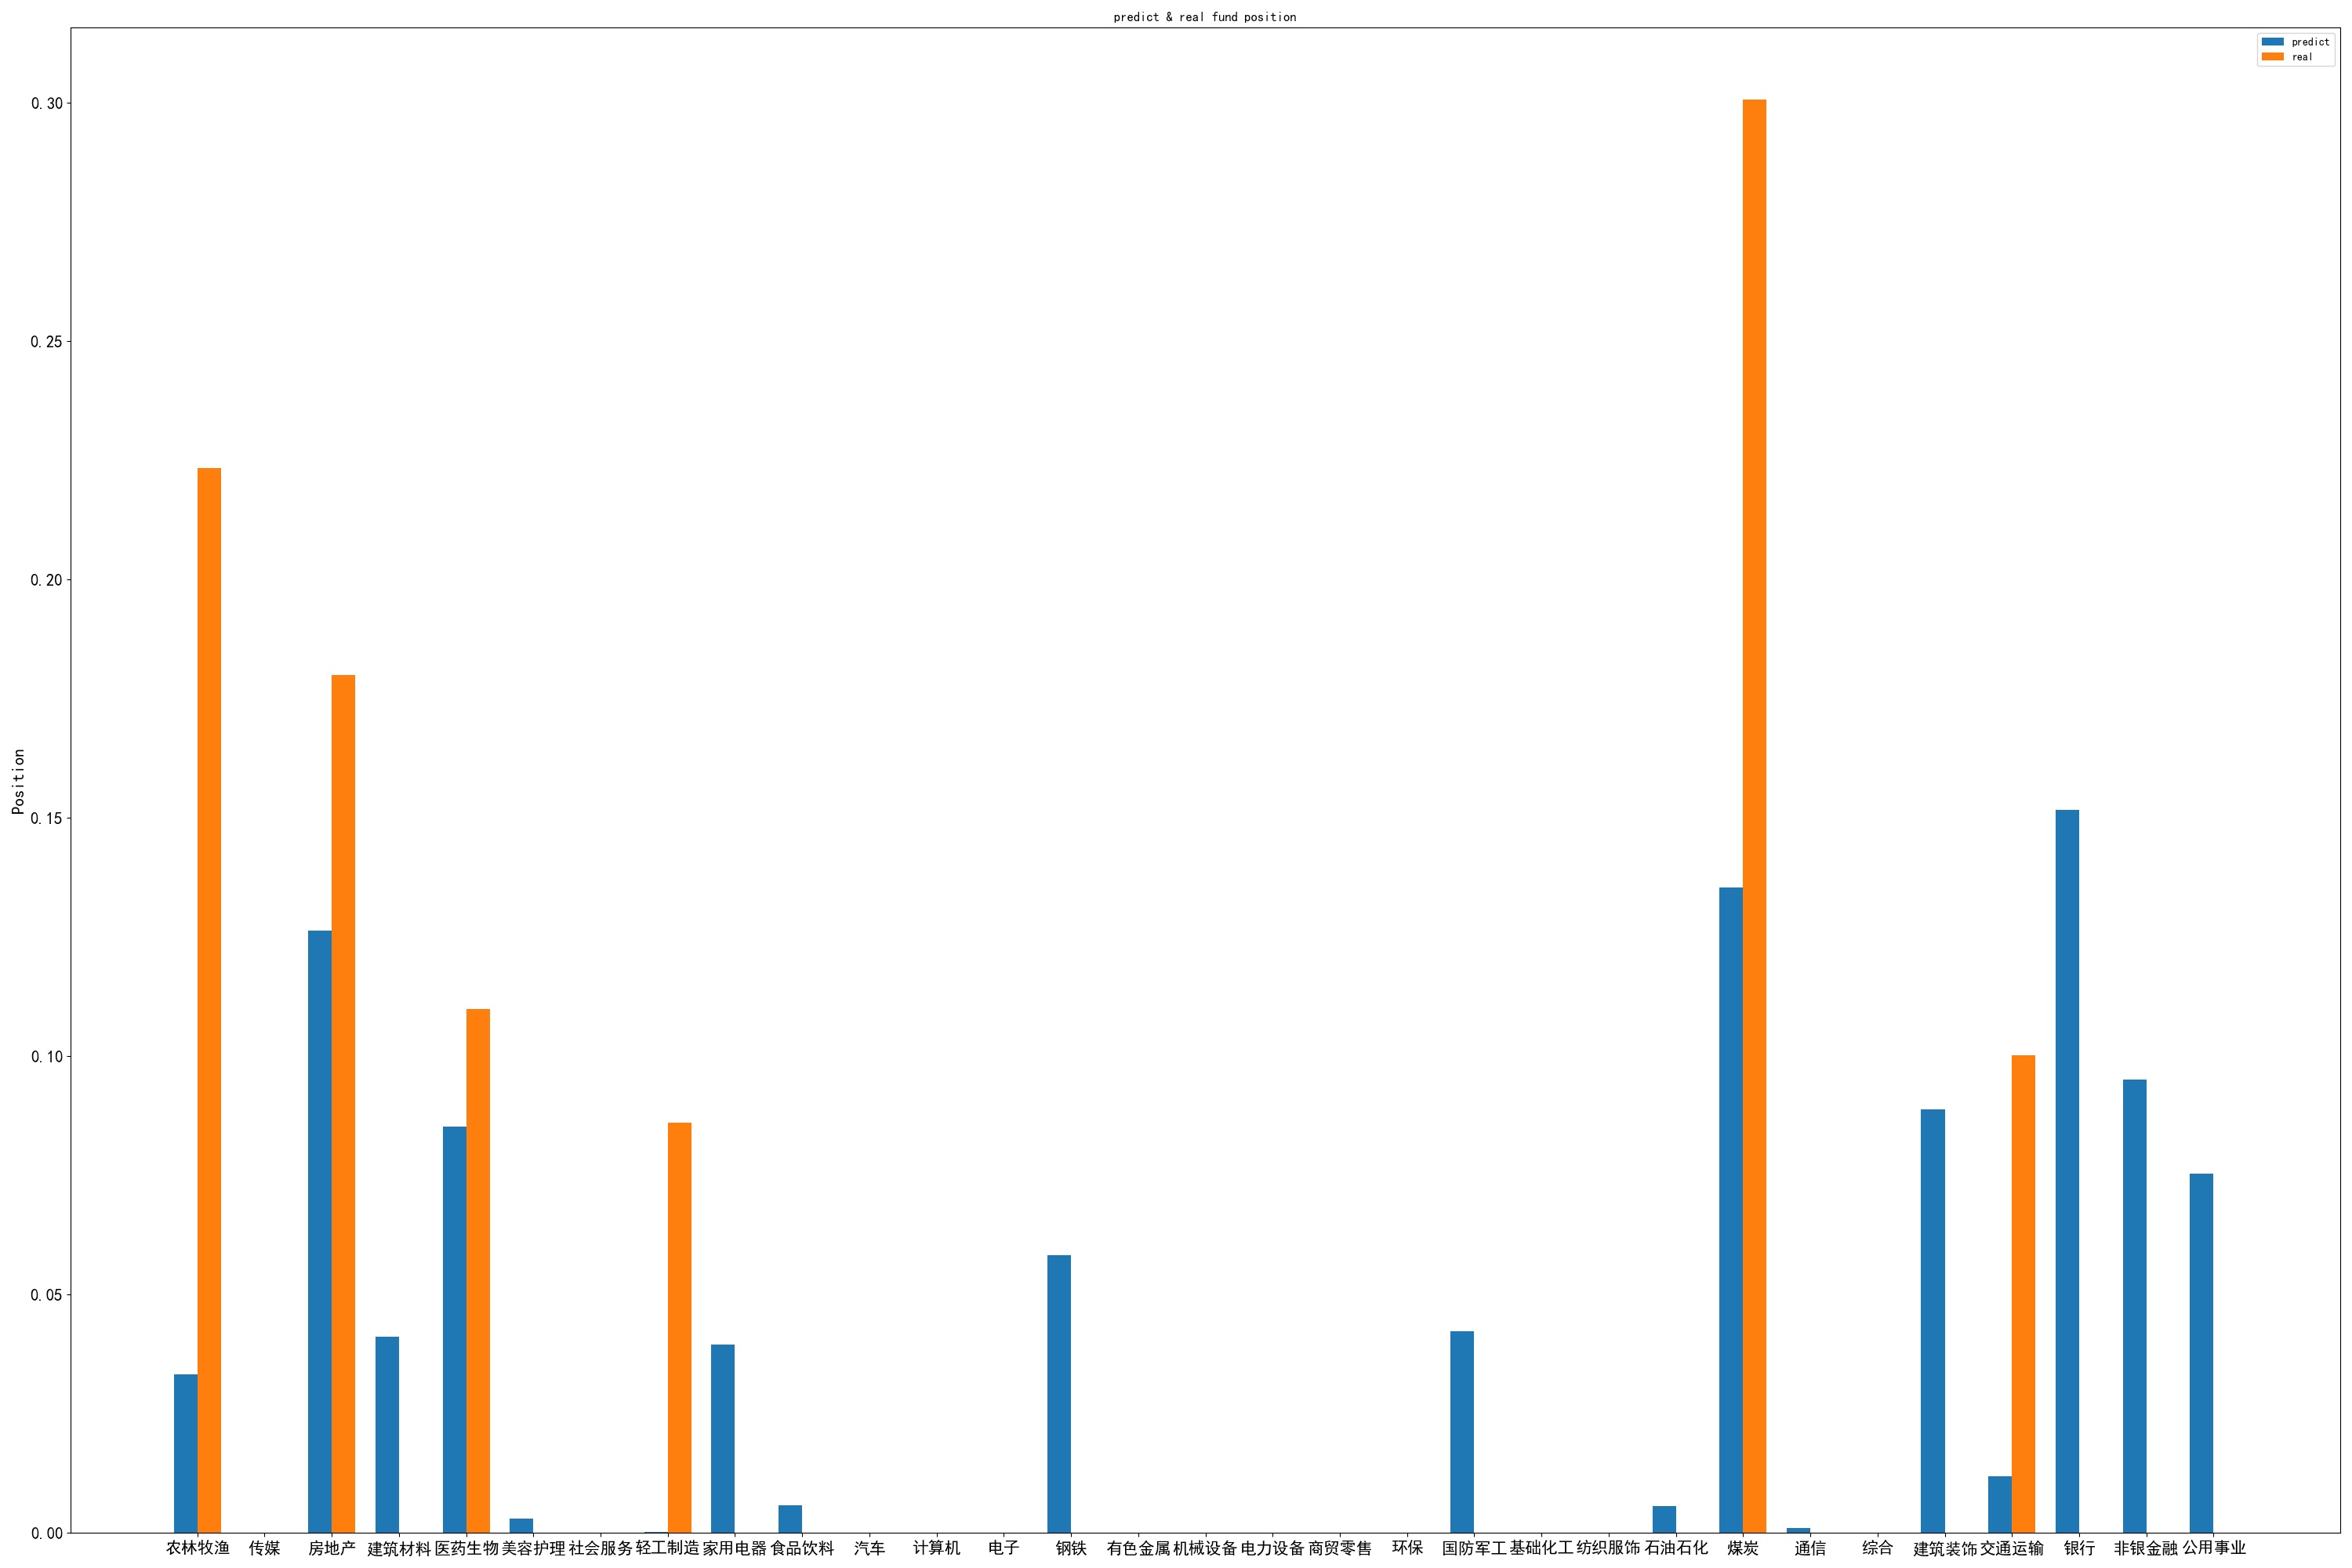 predict & real fund position
predict
real
0.30
0.25
0.20
0.15
0.10
0.05
0.00
Position
农林牧渔 传媒 房地产 建筑材料 医药生物 美容护理 社会服务 轻工制造 家用电器 食品饮料 汽车 计算机 电子 钢铁 有色金属 机械设备 电力设备 商贸零售 环保 国防军工 基础化工 纺织服饰 石油石化 煤炭 通信 综合 建筑装饰 交通运输 银行 非银金融 公用事业